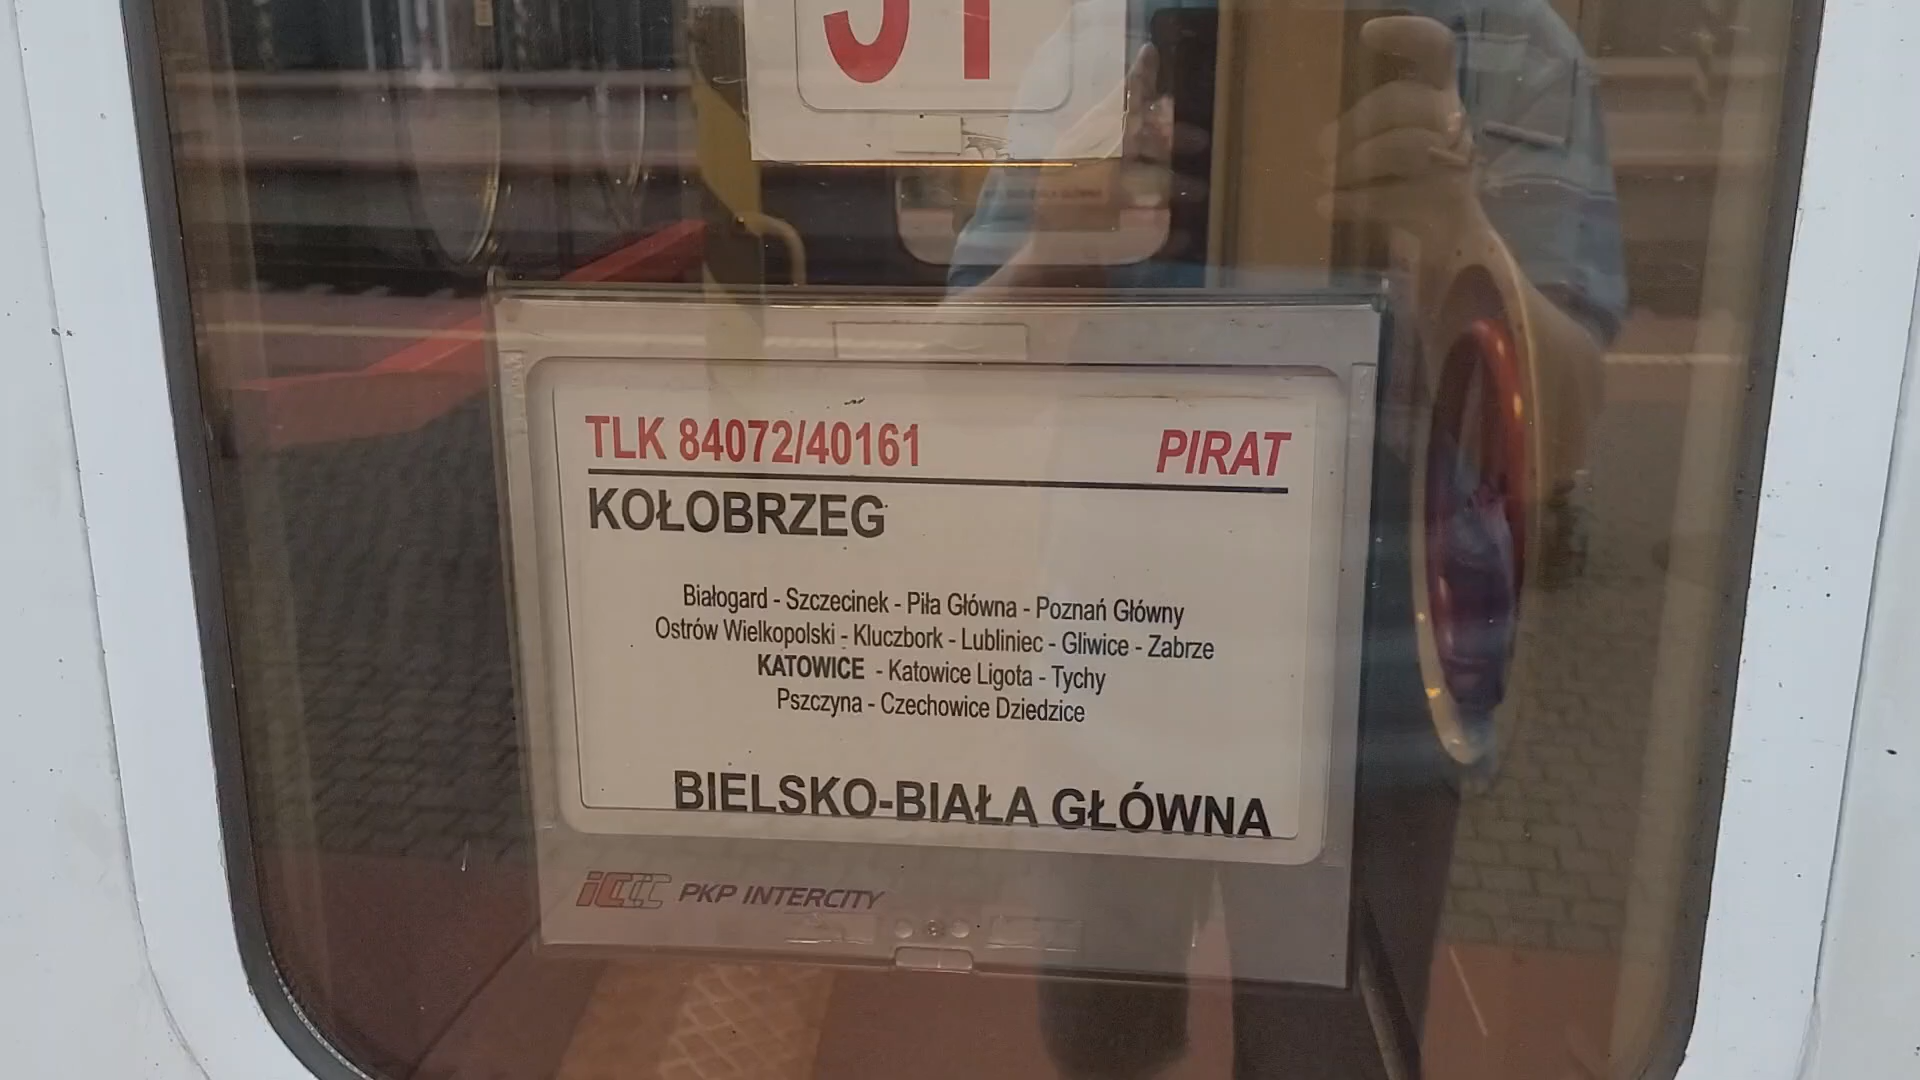 TLK 84072/40161 PIRAT
KOŁOBRZEG
Białogard - Szczecinek - Piła Główna - Poznań Główny
Ostrów Wielkopolski - Kluczbork - Lubliniec - Gliwice - Zabrze
KATOWICE - Katowice Ligota - Tychy
Pszczyna - Czechowice Dziedzice
BIELSKO-BIAŁA GŁÓWNA
PKP INTERCITY